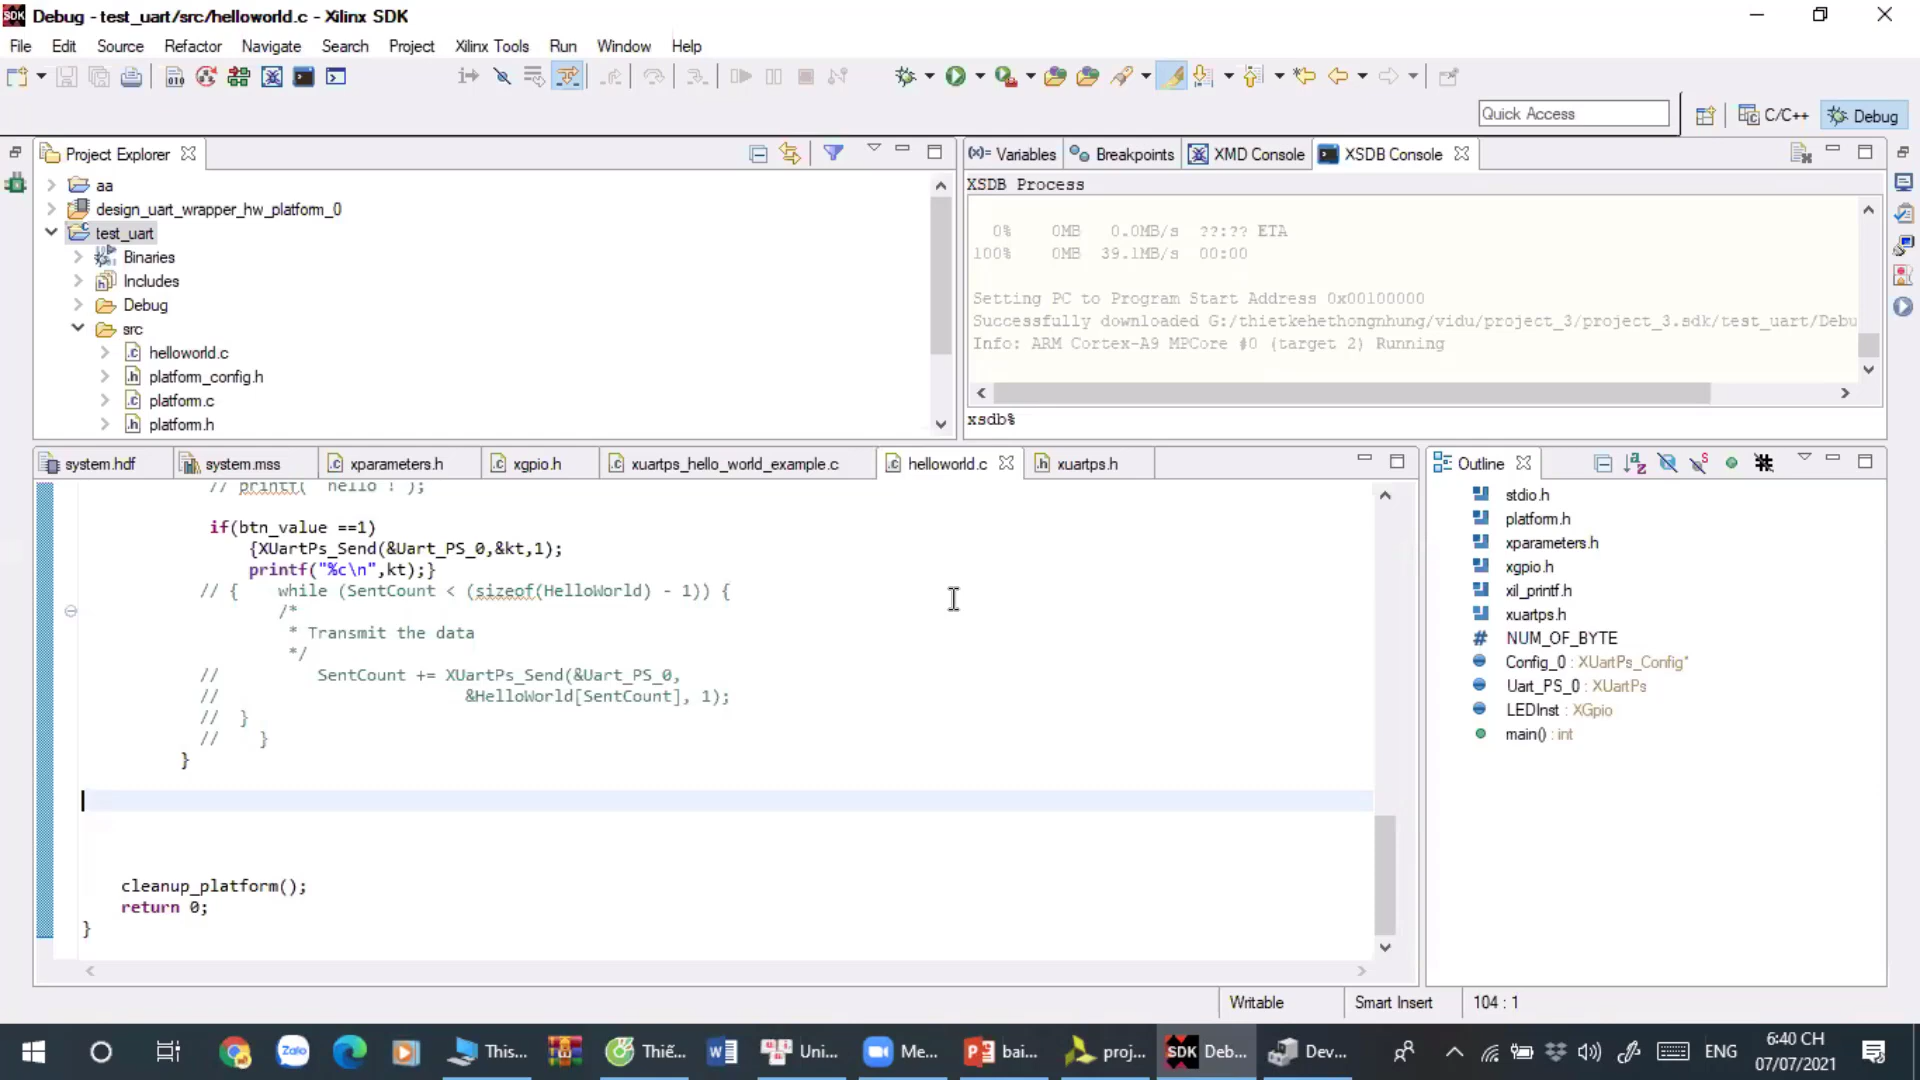 Debug - test_uart/src/helloworld.c - Xilinx SDK
File Edit Source Refactor Navigate Search Project Xilinx Tools Run Window Help
Quick Access
C/C++
Debug
Project Explorer
aa
design_uart_wrapper_hw_platform_0
test_uart
Binaries
Includes
Debug
src
helloworld.c
platform_config.h
platform.c
platform.h
(x)= Variables
Breakpoints
XMD Console
XSDB Console
XSDB Process
0% 0MB 0.0MB/s ??:?? ETA
100% 0MB 39.1MB/s 00:00
Setting PC to Program Start Address 0x00100000
Successfully downloaded G:/thietkehethongnhung/vidu/project_3/project_3.sdk/test_uart/Debu
Info: ARM Cortex-A9 MPCore #0 (target 2) Running
xsdb%
system.hdf
system.mss
xparameters.h
xgpio.h
xuartps_hello_world_example.c
helloworld.c
xuartps.h
// printf( hello ! );
if(btn_value ==1)
{XUartPs_Send(&Uart_PS_0,&kt,1);
printf("%c\n",kt);}
// { while (SentCount < (sizeof(HelloWorld) - 1)) {
/*
* Transmit the data
*/
// SentCount += XUartPs_Send(&Uart_PS_0,
// &HelloWorld[SentCount], 1);
// }
// }
}
cleanup_platform();
return 0;
}
Outline
stdio.h
platform.h
xparameters.h
xgpio.h
xil_printf.h
xuartps.h
# NUM_OF_BYTE
Config_0 : XUartPs_Config*
Uart_PS_0 : XUartPs
LEDInst : XGpio
main() : int
Writable
Smart Insert
104 : 1
Zalo
This...
Thiế...
Uni...
Me...
bai...
proj...
SDK Deb...
Dev...
ENG
6:40 CH
07/07/2021